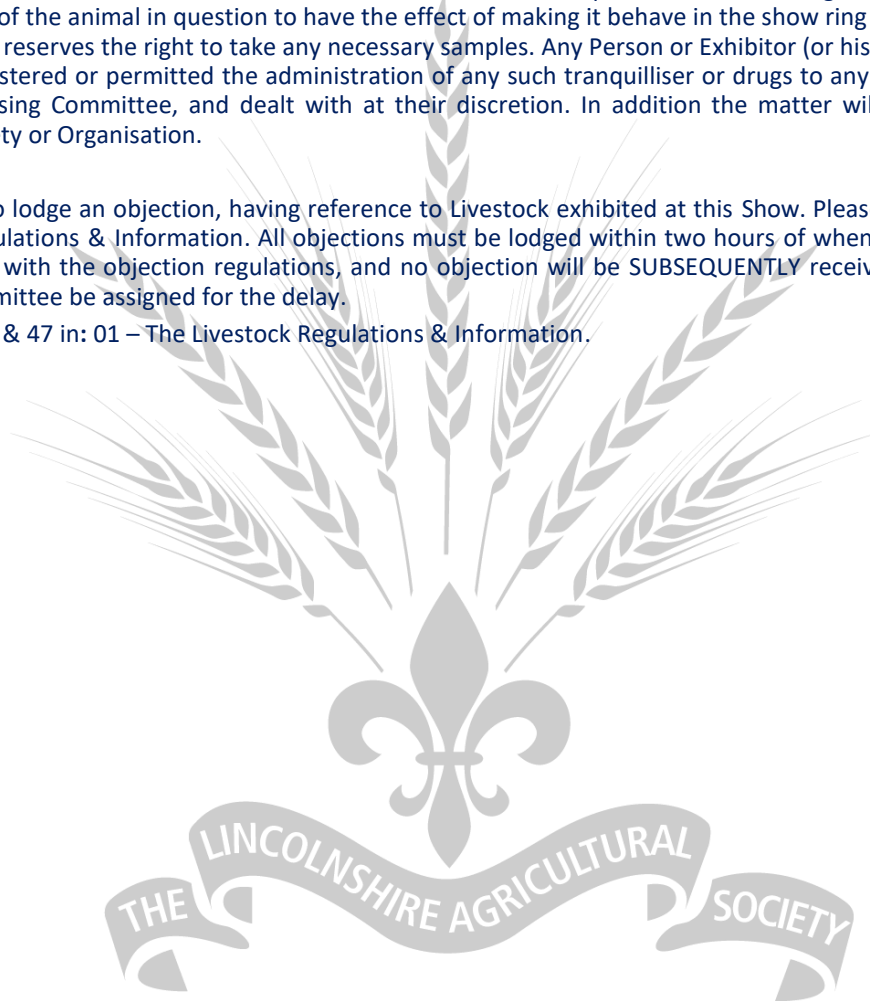 of the animal in question to have the effect of making it behave in the show ring
reserves the right to take any necessary samples. Any Person or Exhibitor (or his
stered or permitted the administration of any such tranquilliser or drugs to any
sing Committee, and dealt with at their discretion. In addition the matter wil
ety or Organisation.
o lodge an objection, having reference to Livestock exhibited at this Show. Pleas
ulations & Information. All objections must be lodged within two hours of when
with the objection regulations, and no objection will be SUBSEQUENTLY receiv
mittee be assigned for the delay.
& 47 in: 01 – The Livestock Regulations & Information.
THE LINCOLNSHIRE AGRICULTURAL SOCIETY